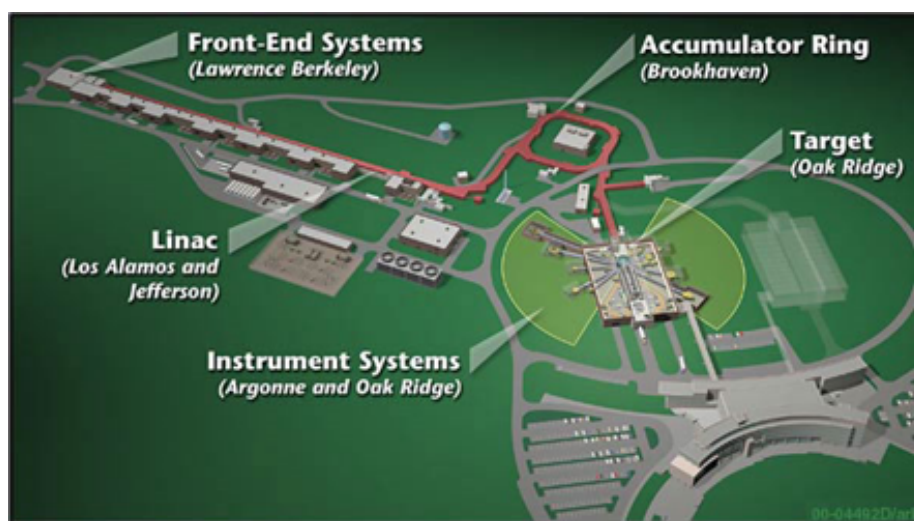 Front-End Systems
(Lawrence Berkeley)
Accumulator Ring
(Brookhaven)
Target
(Oak Ridge)
Linac
(Los Alamos and
Jefferson)
Instrument Systems
(Argonne and Oak Ridge)